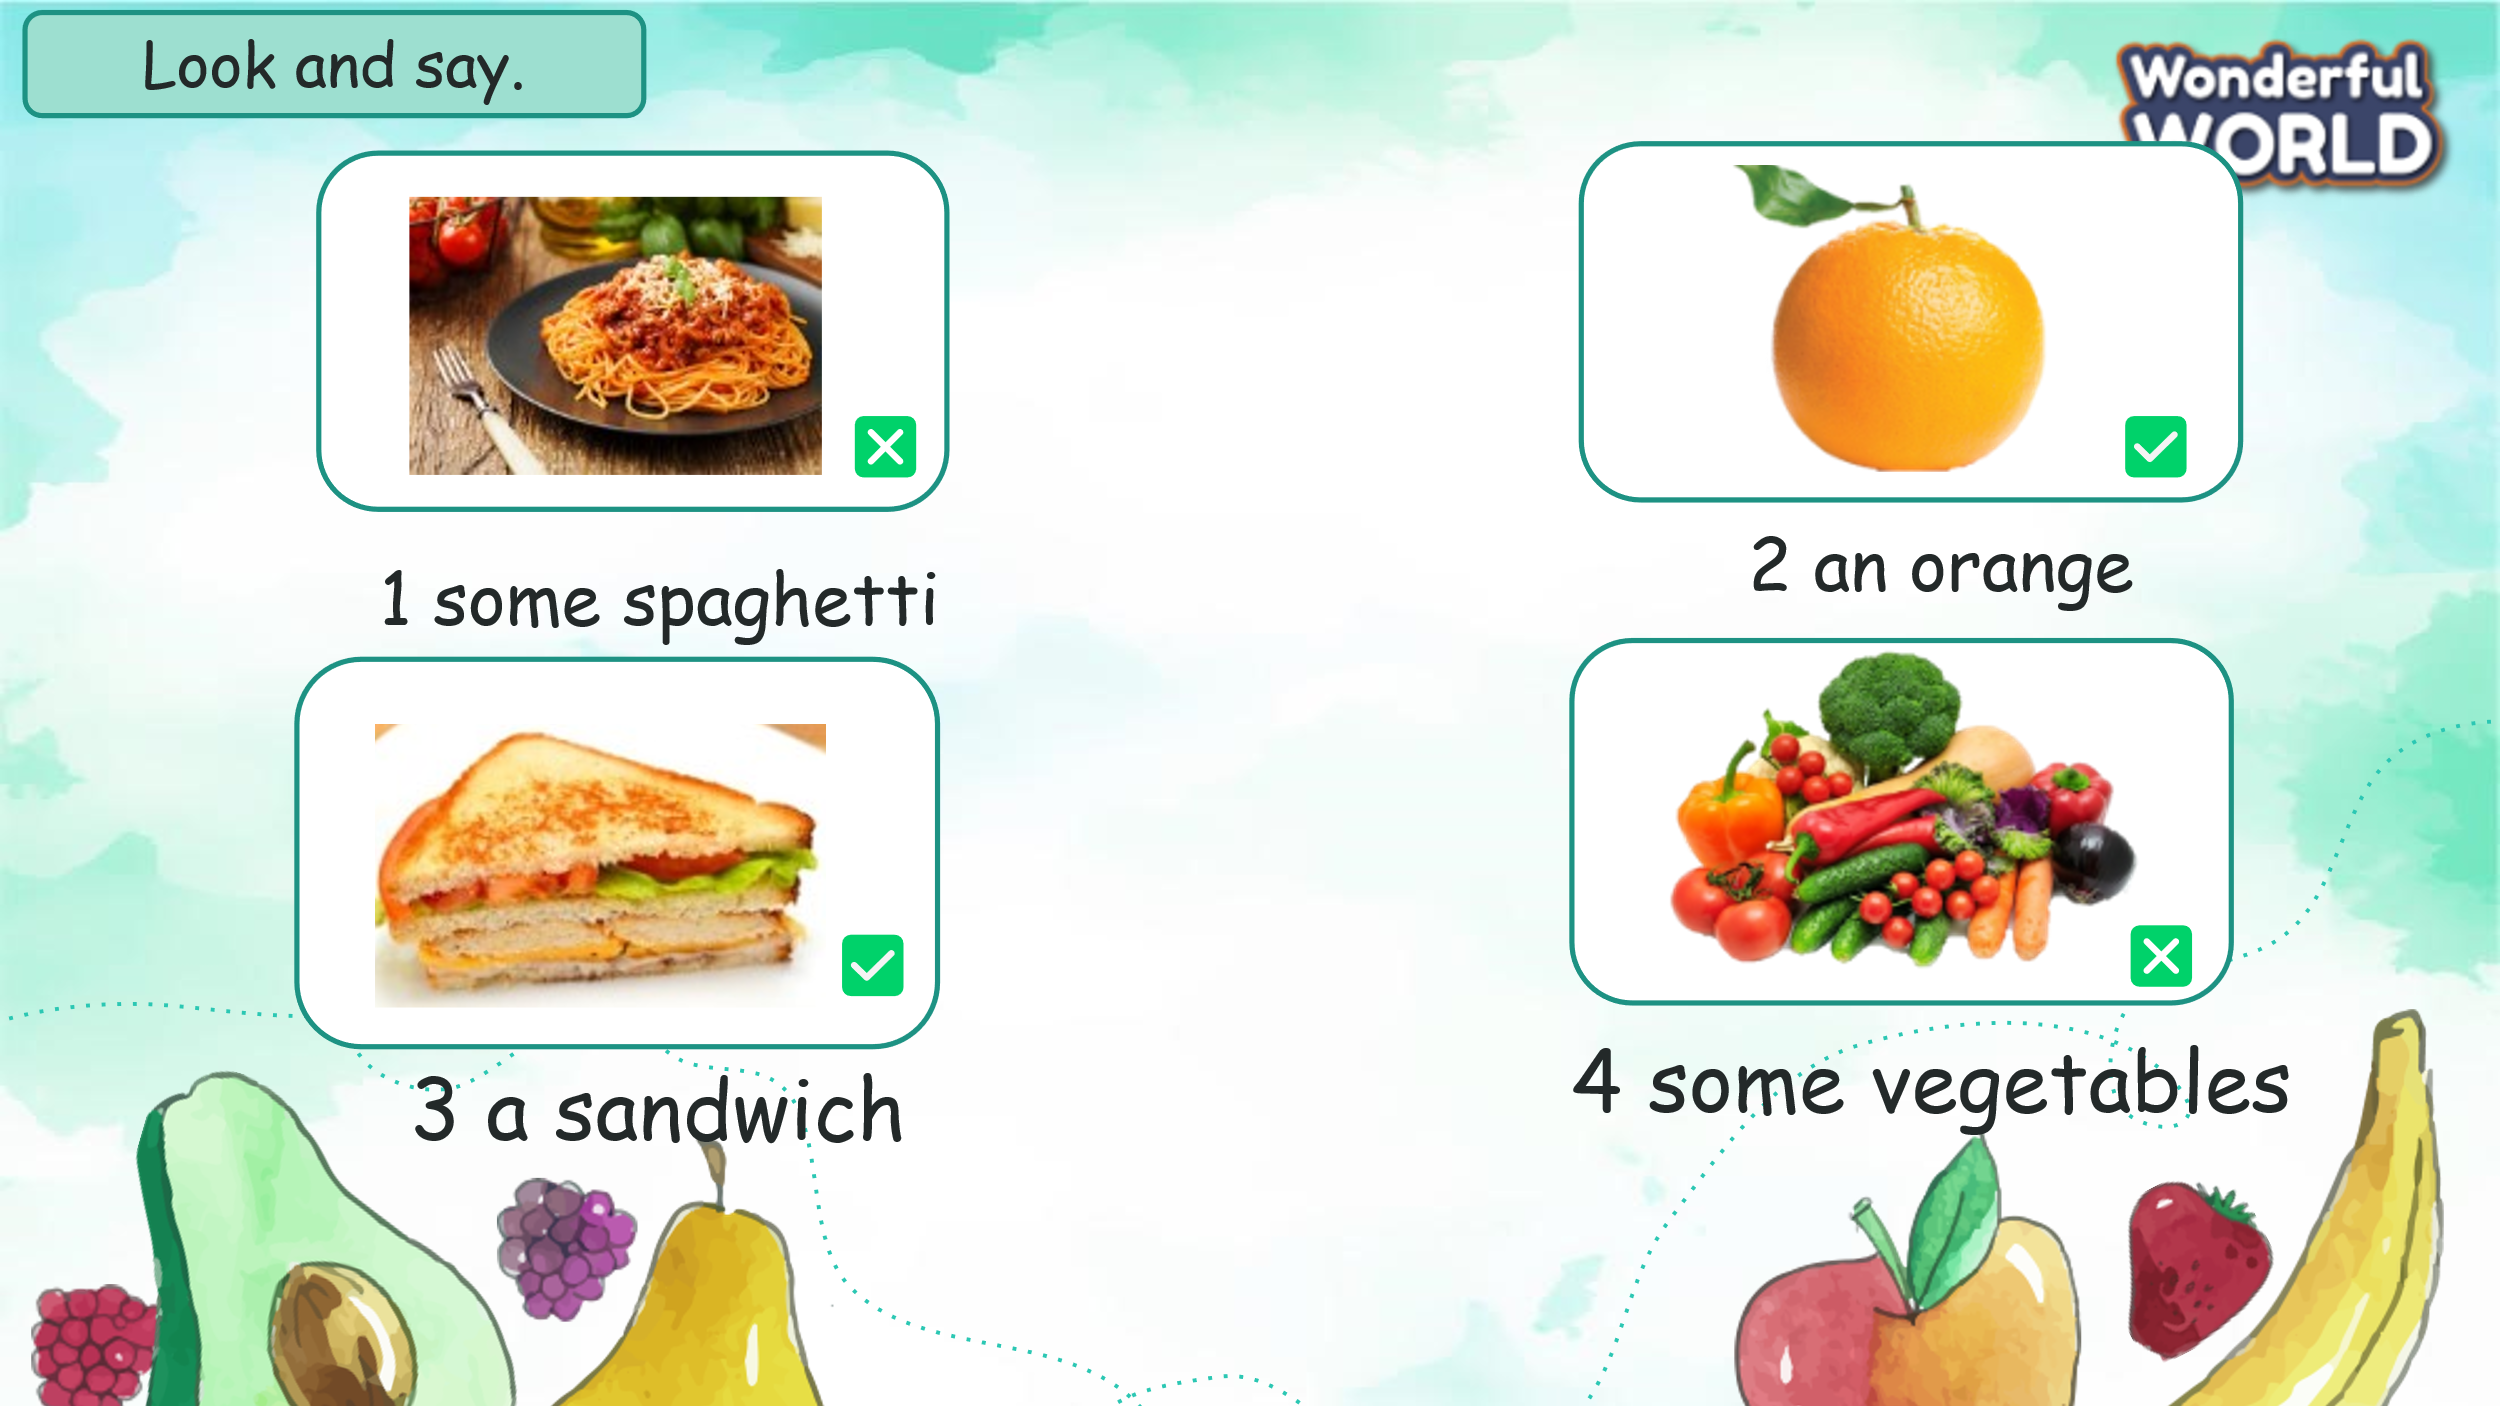 Look and say.
Wonderful
WORLD
1 some spaghetti
2 an orange
3 a sandwich
4 some vegetables